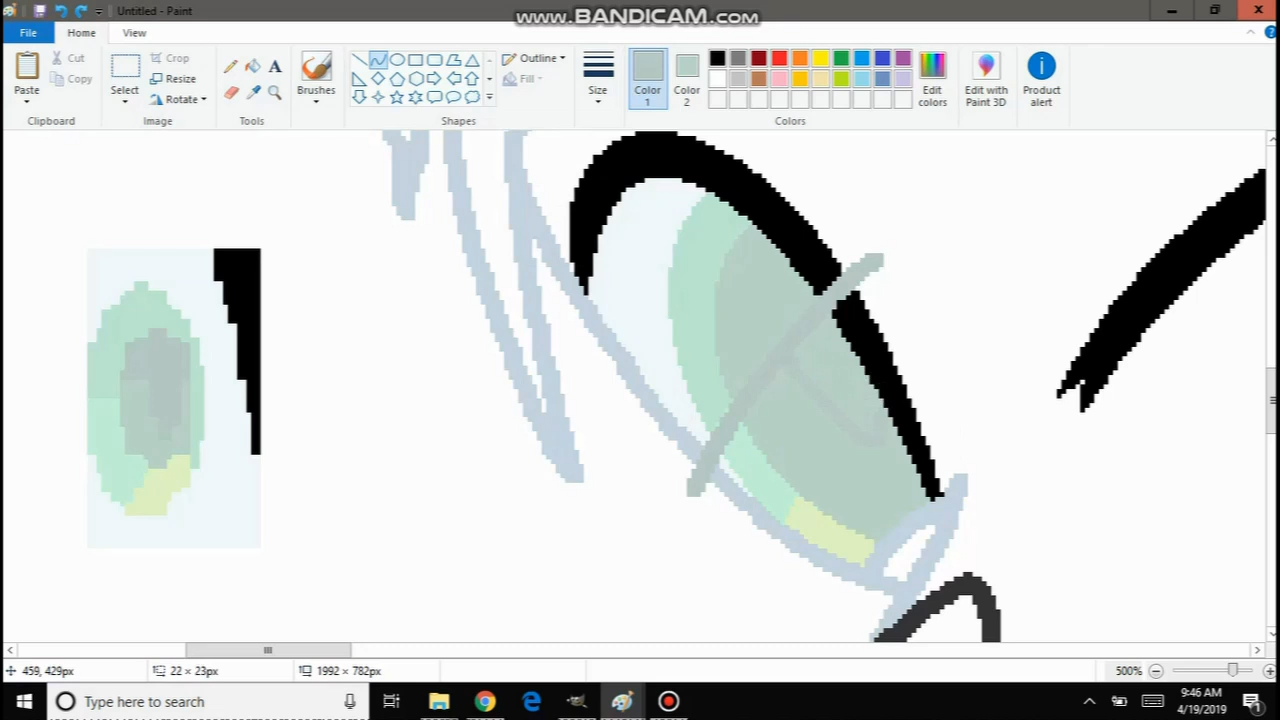 Untitled - Paint
www.BANDICAM.com
File Home View
Paste
Cut
Copy
Clipboard
Select
Crop
Resize
Rotate
Image
Tools
Brushes
Shapes
Outline
Fill
Size
Color 1
Color 2
Colors
Edit colors
Edit with Paint 3D
Product alert
459, 429px
22 × 23px
1992 × 782px
500%
Type here to search
9:46 AM
4/19/2019